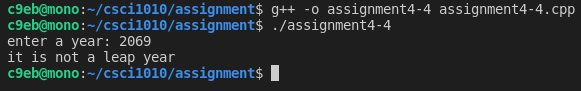 c9eb@mono:~/csci1010/assignment$ g++ -o assignment4-4 assignment4-4.cpp
c9eb@mono:~/csci1010/assignment$ ./assignment4-4
enter a year: 2069
it is not a leap year
c9eb@mono:~/csci1010/assignment$